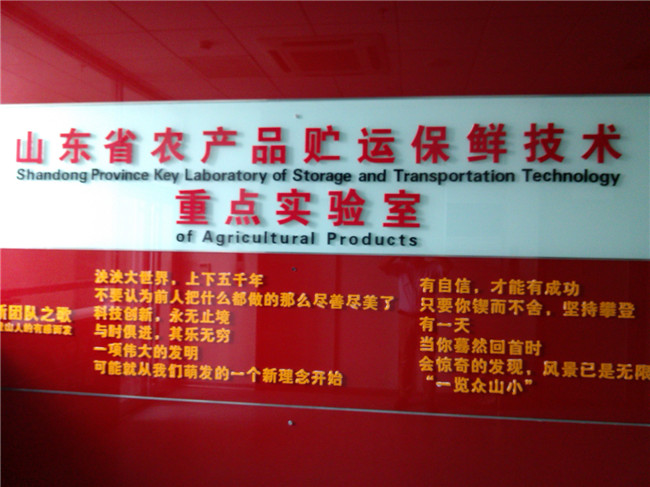 山东省农产品贮运保鲜技术
Shandong Province Key Laboratory of Storage and Transportation Technology
重点实验室
of Agricultural Products
新团队之歌
泱泱大世界，上下五千年
不要认为前人把什么都做的那么尽善尽美了
科技创新，永无止境
与时俱进，其乐无穷
一项伟大的发明
可能就从我们萌发的一个新理念开始
有自信，才能有成功
只要你锲而不舍，坚持攀登
有一天
当你蓦然回首时
会惊奇的发现，风景已是无限
“一览众山小”